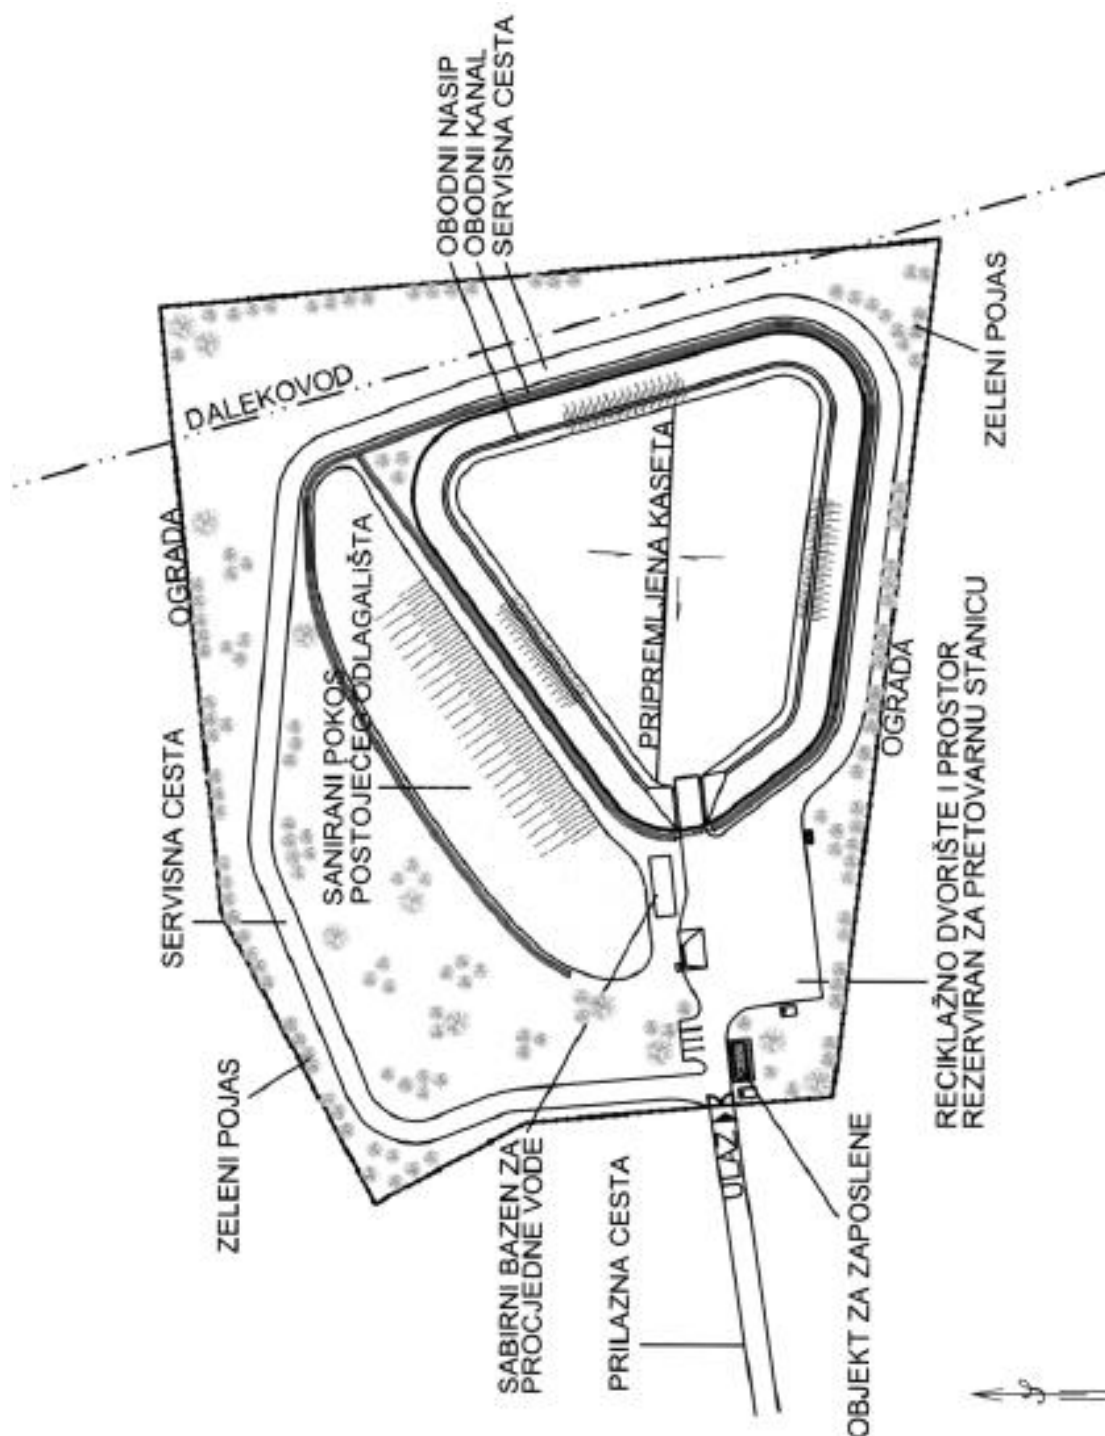 OBODNI NASIP
OBODNI KANAL
SERVISNA CESTA
DALEKOVOD
ZELENI POJAS
OGRADA
PRIPREMLJENA KASETA
SANIRANI POKOS
POSTOJEĆEG ODLAGALIŠTA
OGRADA
SERVISNA CESTA
RECIKLAŽNO DVORIŠTE I PROSTOR
REZERVIRAN ZA PRETOVARNU STANICU
ZELENI POJAS
SABIRNI BAZEN ZA
PROCJEDNE VODE
ULAZ
PRILAZNA CESTA
OBJEKT ZA ZAPOSLENE